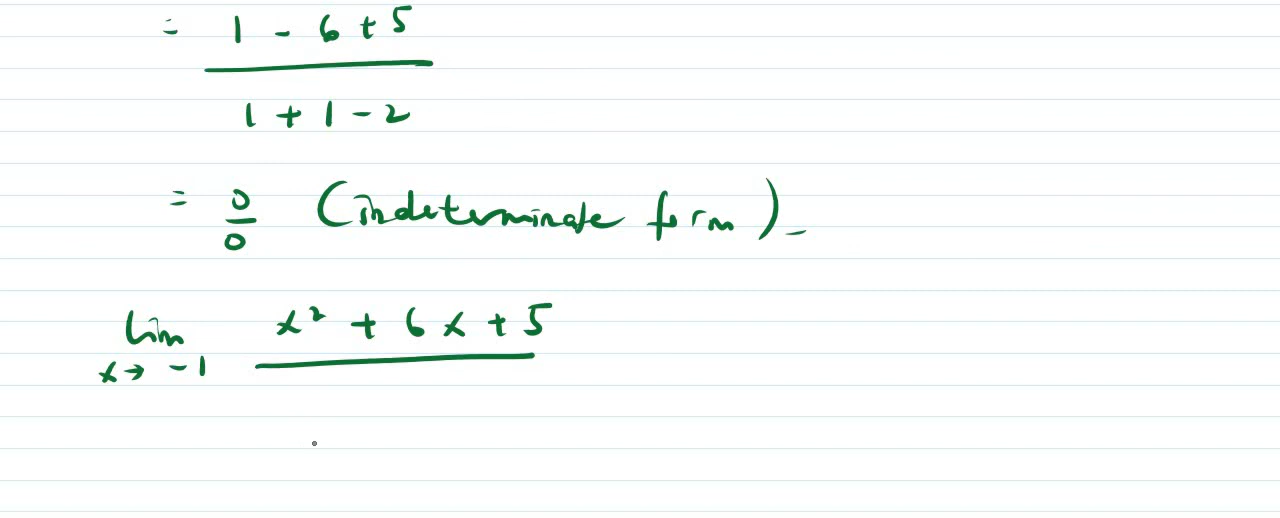 = 1 - 6 + 5
1 + 1 - 2
= 0/0 (indeterminate form)
lim x² + 6x + 5
x → -1